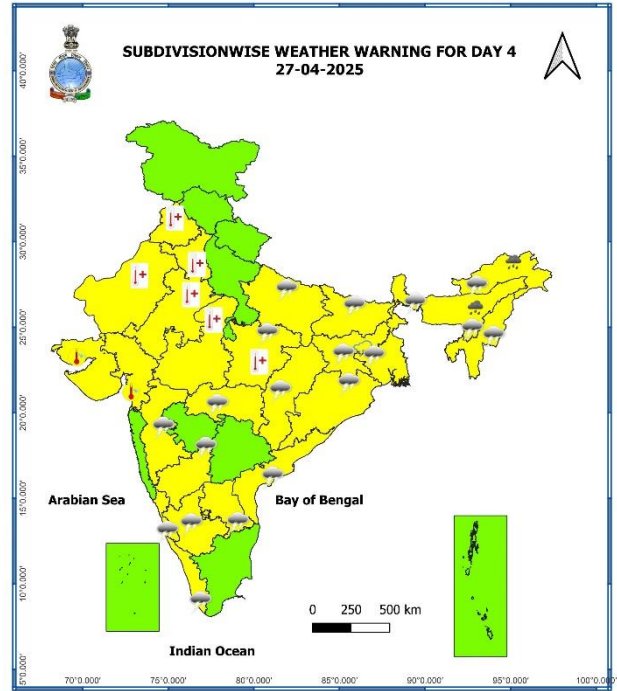 SUBDIVISIONWISE WEATHER WARNING FOR DAY 4
27-04-2025
40°0.000'
35°0.000'
30°0.000'
25°0.000'
20°0.000'
15°0.000'
10°0.000'
5°0.000'
Arabian Sea
Bay of Bengal
0 250 500 km
Indian Ocean
70°0.000' 75°0.000' 80°0.000' 85°0.000' 90°0.000' 95°0.000' 100°0.000'